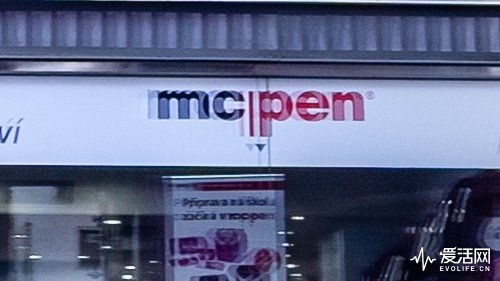 mcpen®
ví
Příprava na školu
začíná v mcpen
爱活网
EVOLIFE.CN